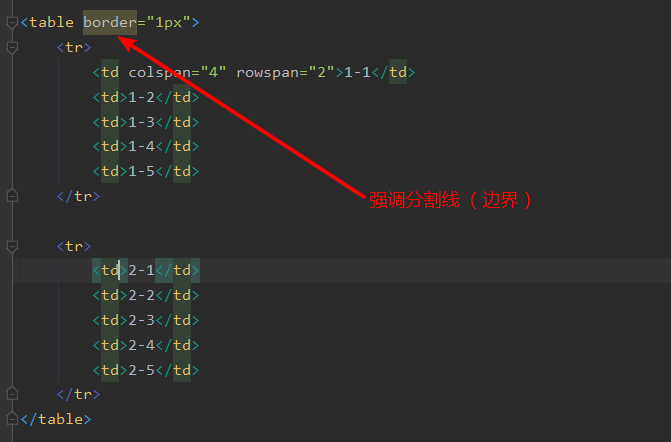 <table border="1px">
<tr>
<td colspan="4" rowspan="2">1-1</td>
<td>1-2</td>
<td>1-3</td>
<td>1-4</td>
<td>1-5</td>
强调分割线（边界）
</tr>
<tr>
<td>2-1</td>
<td>2-2</td>
<td>2-3</td>
<td>2-4</td>
<td>2-5</td>
</tr>
</table>